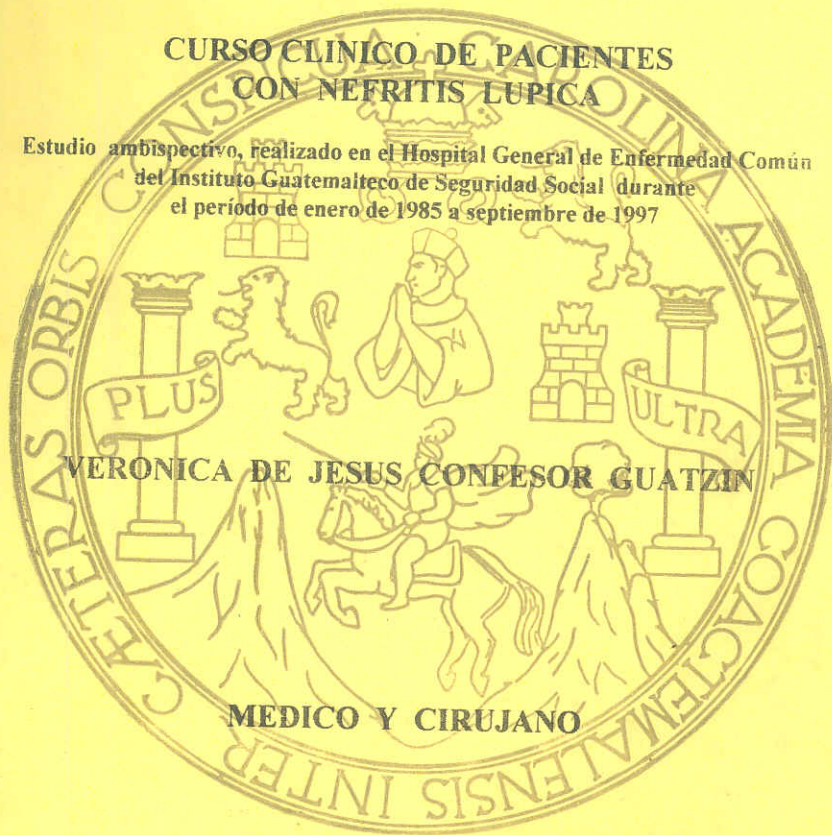 CURSO CLINICO DE PACIENTES
CON NEFRITIS LUPICA
Estudio ambispectivo, realizado en el Hospital General de Enfermedad Común
del Instituto Guatemalteco de Seguridad Social durante
el período de enero de 1985 a septiembre de 1997
VERONICA DE JESUS CONFESOR GUATZIN
MEDICO Y CIRUJANO
CÆTERAS ORBIS CONSPICUA CAROLINA ACADEMIA COACTEMALENSIS INTER
PLUS
ULTRA